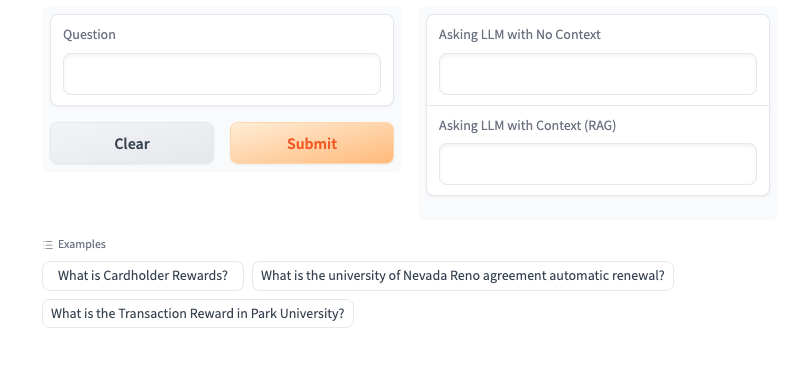 Question
Clear
Submit
Asking LLM with No Context
Asking LLM with Context (RAG)
Examples
What is Cardholder Rewards?
What is the university of Nevada Reno agreement automatic renewal?
What is the Transaction Reward in Park University?